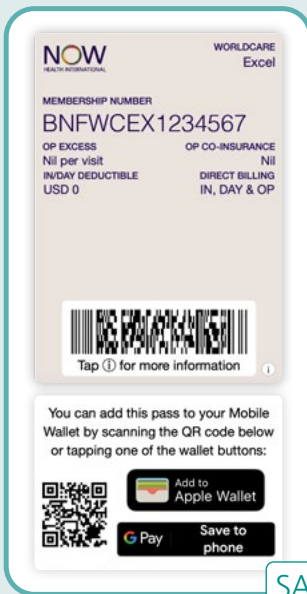 NOW
HEALTH INTERNATIONAL
WORLDCARE
Excel
MEMBERSHIP NUMBER
BNFWCEX1234567
OP EXCESS
Nil per visit
OP CO-INSURANCE
Nil
IN/DAY DEDUCTIBLE
USD 0
DIRECT BILLING
IN, DAY & OP
Tap ⓘ for more information
ⓘ
You can add this pass to your Mobile
Wallet by scanning the QR code below
or tapping one of the wallet buttons:
Add to
Apple Wallet
G Pay
Save to
phone
SA